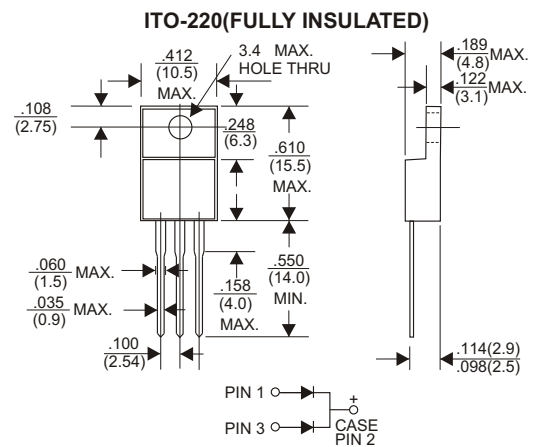 ITO-220(FULLY INSULATED)
.412
(10.5)
MAX.
3.4 MAX.
HOLE THRU
.189
(4.8) MAX.
.122
(3.1) MAX.
.108
(2.75)
.248
(6.3)
.610
(15.5)
MAX.
.060
(1.5) MAX.
.035
(0.9) MAX.
.158
(4.0)
MAX.
.550
(14.0)
MIN.
.100
(2.54)
.114(2.9)
.098(2.5)
PIN 1
+
PIN 3
CASE
PIN 2